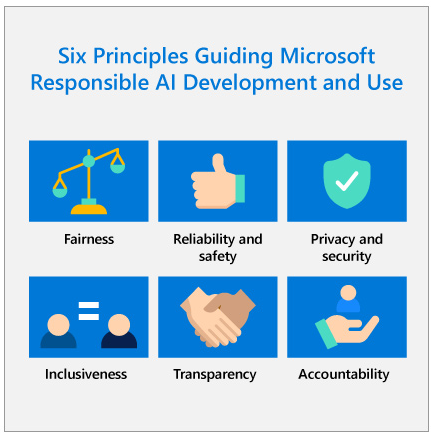 Six Principles Guiding Microsoft
Responsible AI Development and Use
Fairness
Reliability and
safety
Privacy and
security
Inclusiveness
Transparency
Accountability